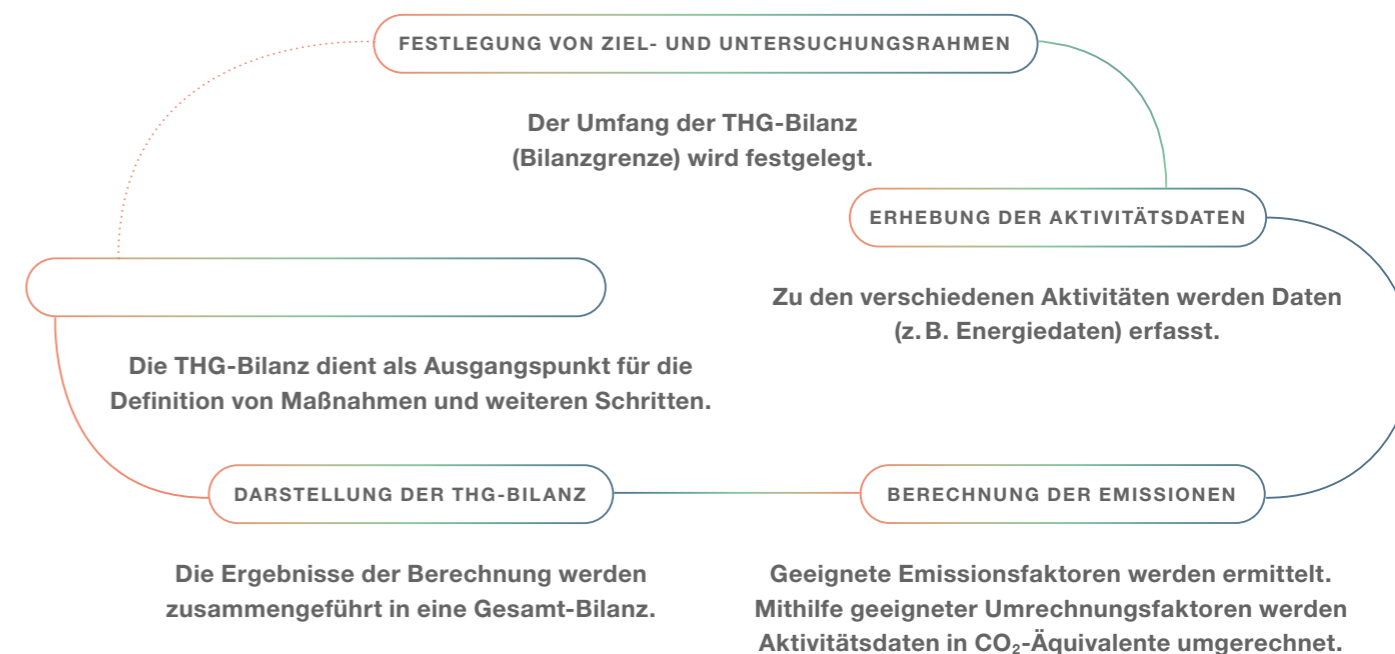 FESTLEGUNG VON ZIEL- UND UNTERSUCHUNGSRAHMEN
Der Umfang der THG-Bilanz
(Bilanzgrenze) wird festgelegt.
ERHEBUNG DER AKTIVITÄTSDATEN
Zu den verschiedenen Aktivitäten werden Daten
(z. B. Energiedaten) erfasst.
BERECHNUNG DER EMISSIONEN
Geeignete Emissionsfaktoren werden ermittelt.
Mithilfe geeigneter Umrechnungsfaktoren werden
Aktivitätsdaten in CO₂-Äquivalente umgerechnet.
DARSTELLUNG DER THG-BILANZ
Die Ergebnisse der Berechnung werden
zusammengeführt in eine Gesamt-Bilanz.
Die THG-Bilanz dient als Ausgangspunkt für die
Definition von Maßnahmen und weiteren Schritten.